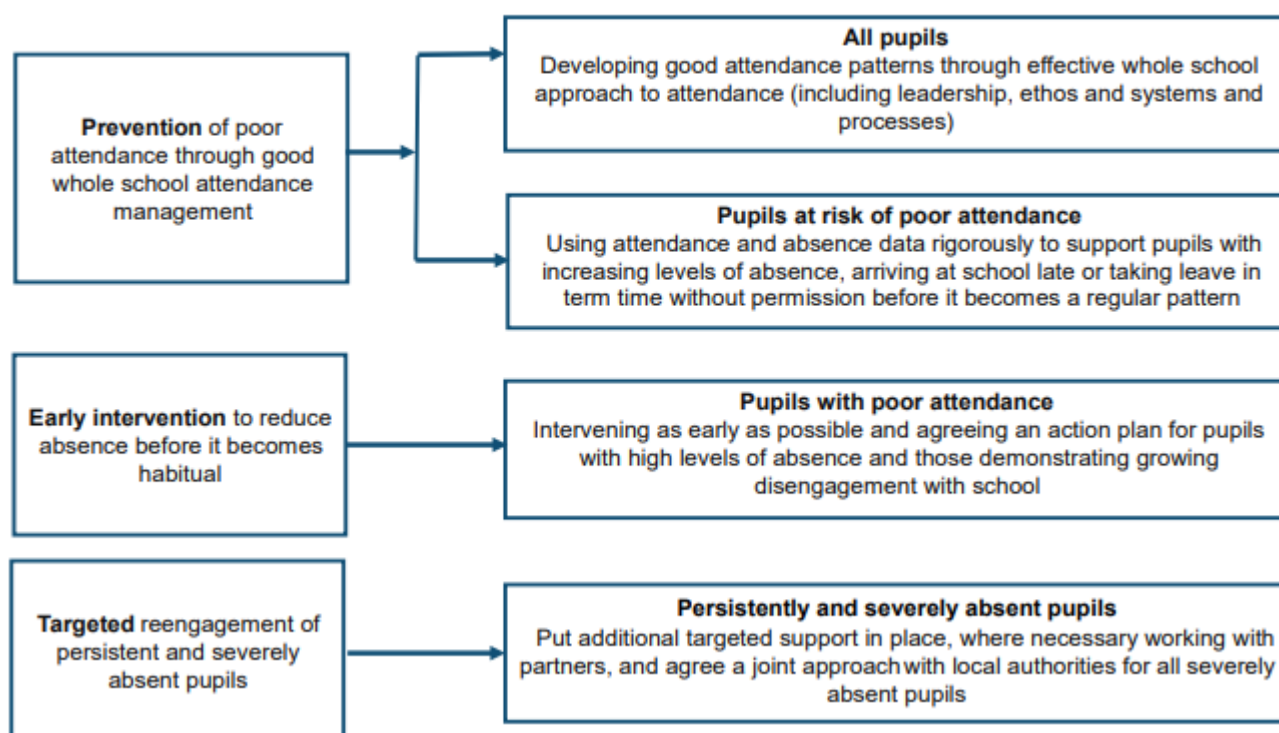 Prevention of poor
attendance through good
whole school attendance
management
All pupils
Developing good attendance patterns through effective whole school
approach to attendance (including leadership, ethos and systems and
processes)
Pupils at risk of poor attendance
Using attendance and absence data rigorously to support pupils with
increasing levels of absence, arriving at school late or taking leave in
term time without permission before it becomes a regular pattern
Early intervention to reduce
absence before it becomes
habitual
Pupils with poor attendance
Intervening as early as possible and agreeing an action plan for pupils
with high levels of absence and those demonstrating growing
disengagement with school
Targeted reengagement of
persistent and severely
absent pupils
Persistently and severely absent pupils
Put additional targeted support in place, where necessary working with
partners, and agree a joint approach with local authorities for all severely
absent pupils